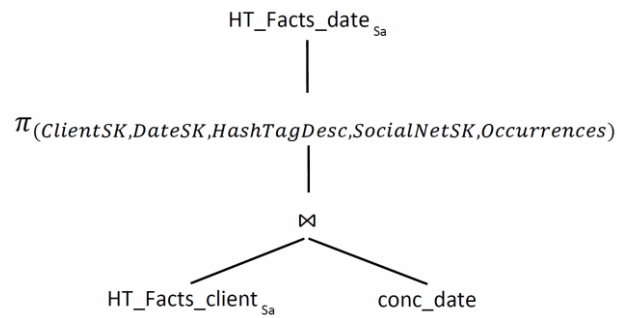 HT_Facts_date Sa
π(ClientSK,DateSK,HashTagDesc,SocialNetSK,Occurrences)
⋈
HT_Facts_client Sa conc_date